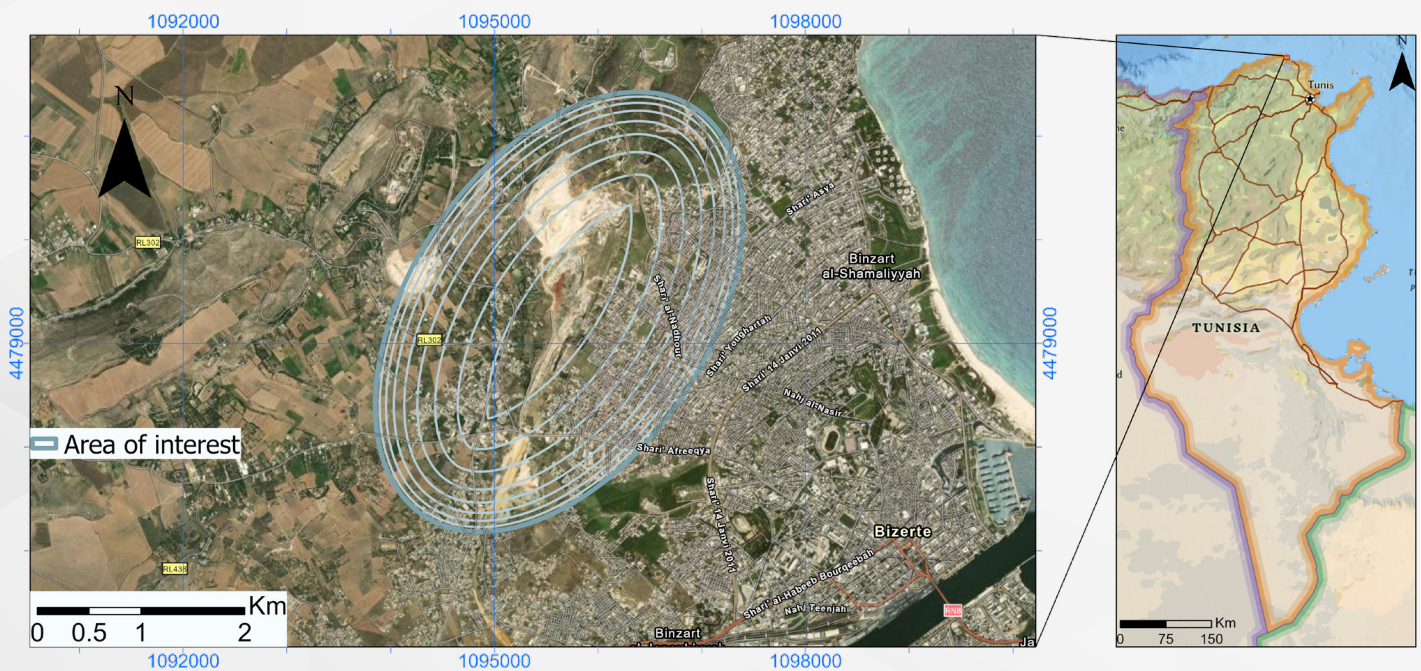 1092000
1095000
1098000
N
N
Tunis
he
Shari' Asya
RL302
Binzart
al-Shamaliyyah
Shari' al-Nadhour
4479000
RL302
Shari' Youghartah
Shari' 14 Janvi 2011
4479000
TUNISIA
d
Nahj al-Nasir
Area of interest
Shari' Afreeqya
Shari' 14 Janvi 2011
Bizerte
RL438
Shari' al-Habeeb Bourgeebah
Nahj Teenjah
RN8
Km
0 0.5 1 2
Binzart
Ja
Km
0 75 150
1092000
1095000
1098000